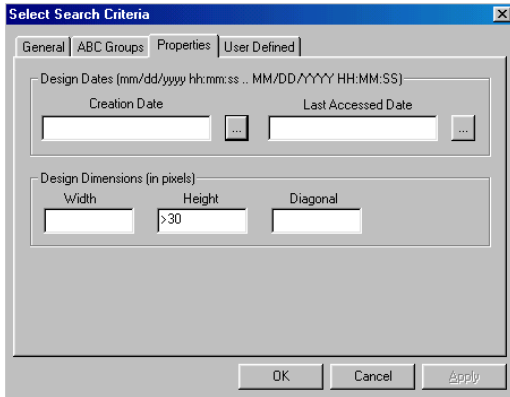 Select Search Criteria
General ABC Groups Properties User Defined
Design Dates (mm/dd/yyyy hh:mm:ss .. MM/DD/YYYY HH:MM:SS)
Creation Date Last Accessed Date
... ...
Design Dimensions (in pixels)
Width Height Diagonal
>30
OK Cancel Apply